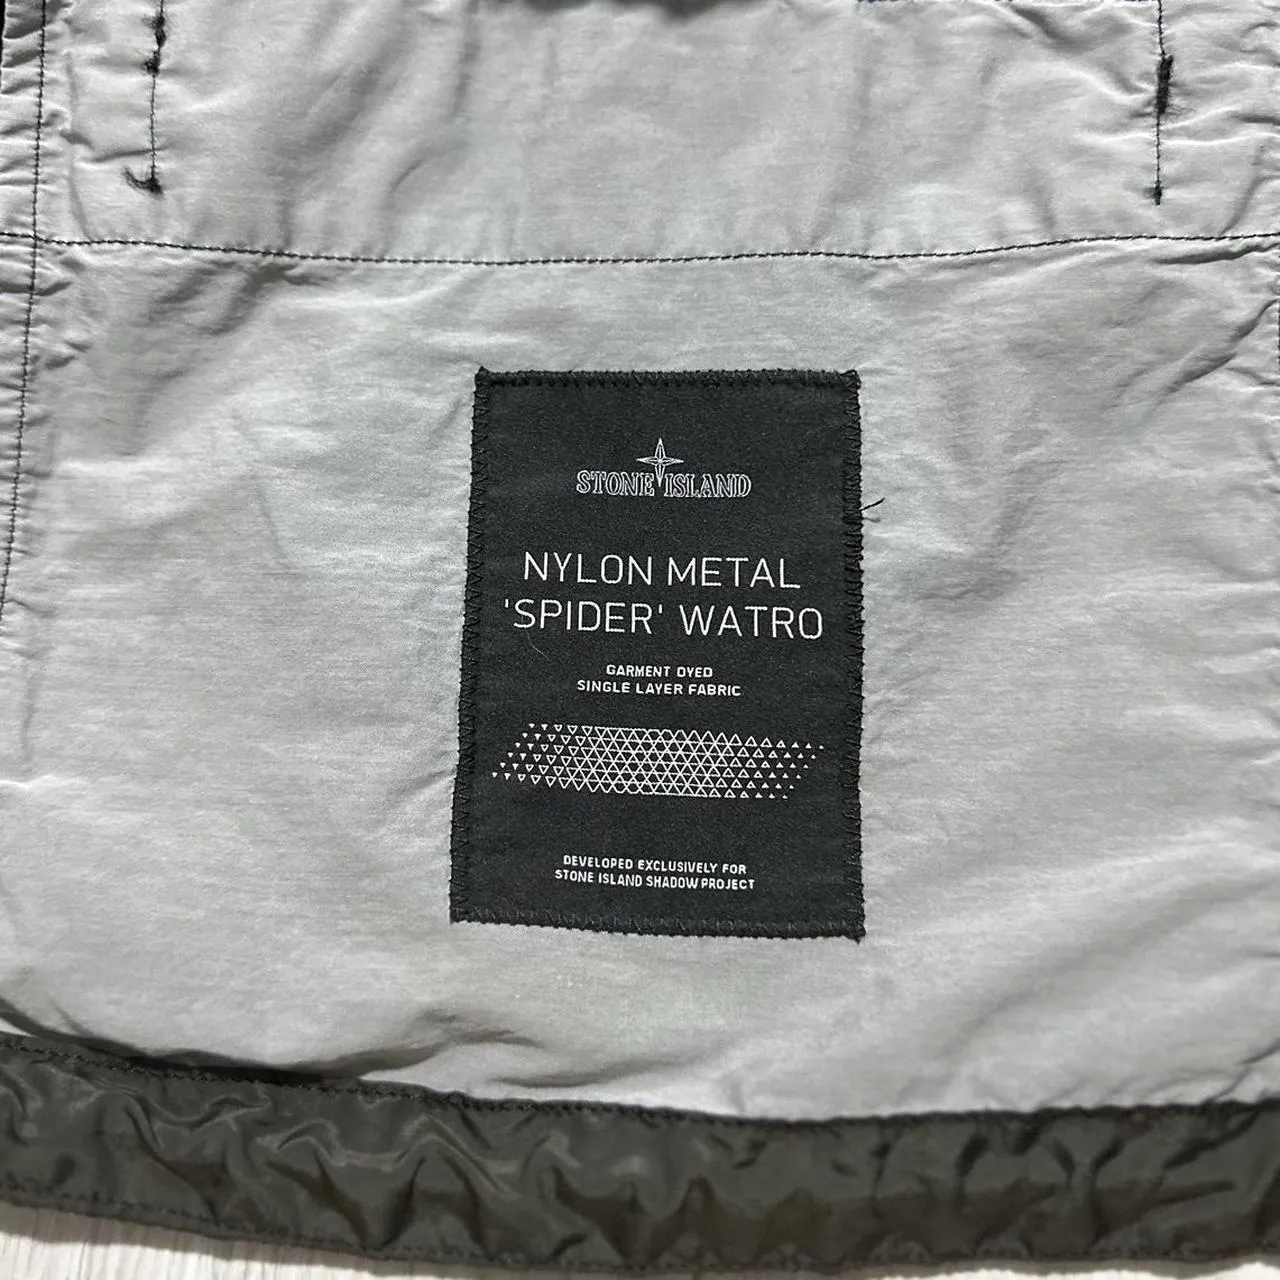 STONE ISLAND
NYLON METAL
'SPIDER' WATRO
GARMENT DYED
SINGLE LAYER FABRIC
DEVELOPED EXCLUSIVELY FOR
STONE ISLAND SHADOW PROJECT